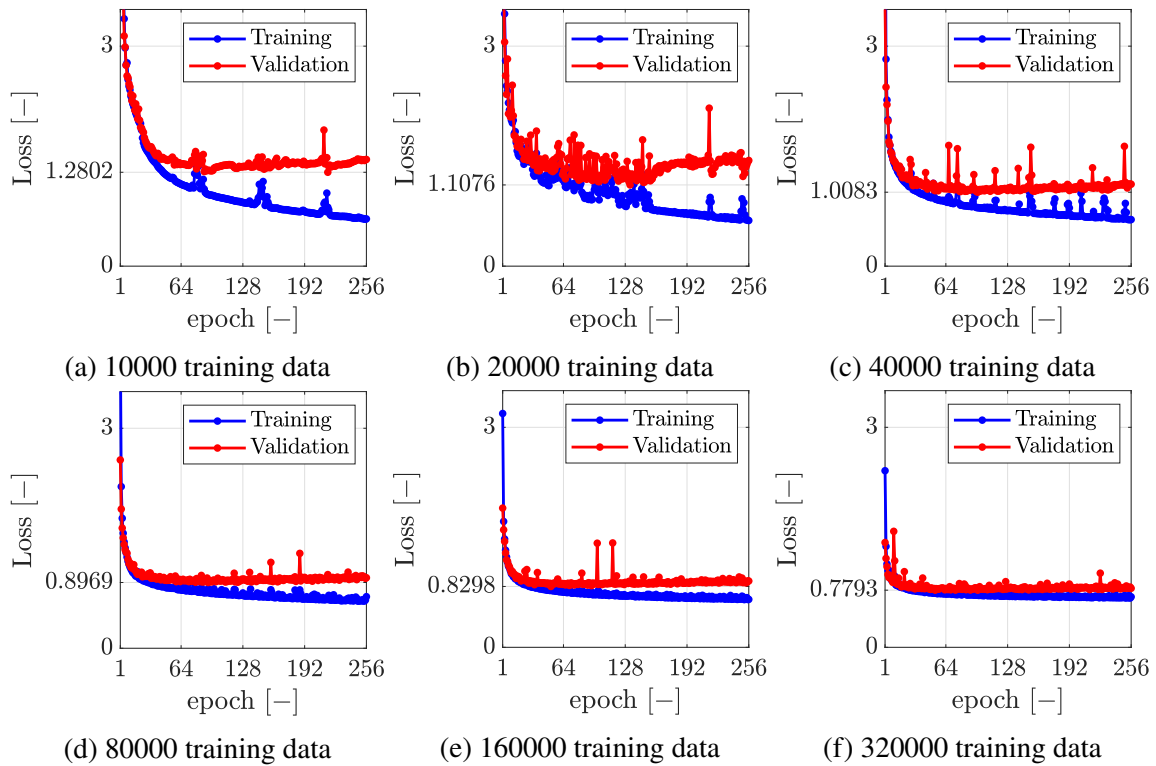 3
1.2802
0
Loss [−]
Training
Validation
1 64 128 192 256
epoch [−]
(a) 10000 training data
3
1.1076
0
Loss [−]
Training
Validation
1 64 128 192 256
epoch [−]
(b) 20000 training data
3
1.0083
0
Loss [−]
Training
Validation
1 64 128 192 256
epoch [−]
(c) 40000 training data
3
0.8969
0
Loss [−]
Training
Validation
1 64 128 192 256
epoch [−]
(d) 80000 training data
3
0.8298
0
Loss [−]
Training
Validation
1 64 128 192 256
epoch [−]
(e) 160000 training data
3
0.7793
0
Loss [−]
Training
Validation
1 64 128 192 256
epoch [−]
(f) 320000 training data